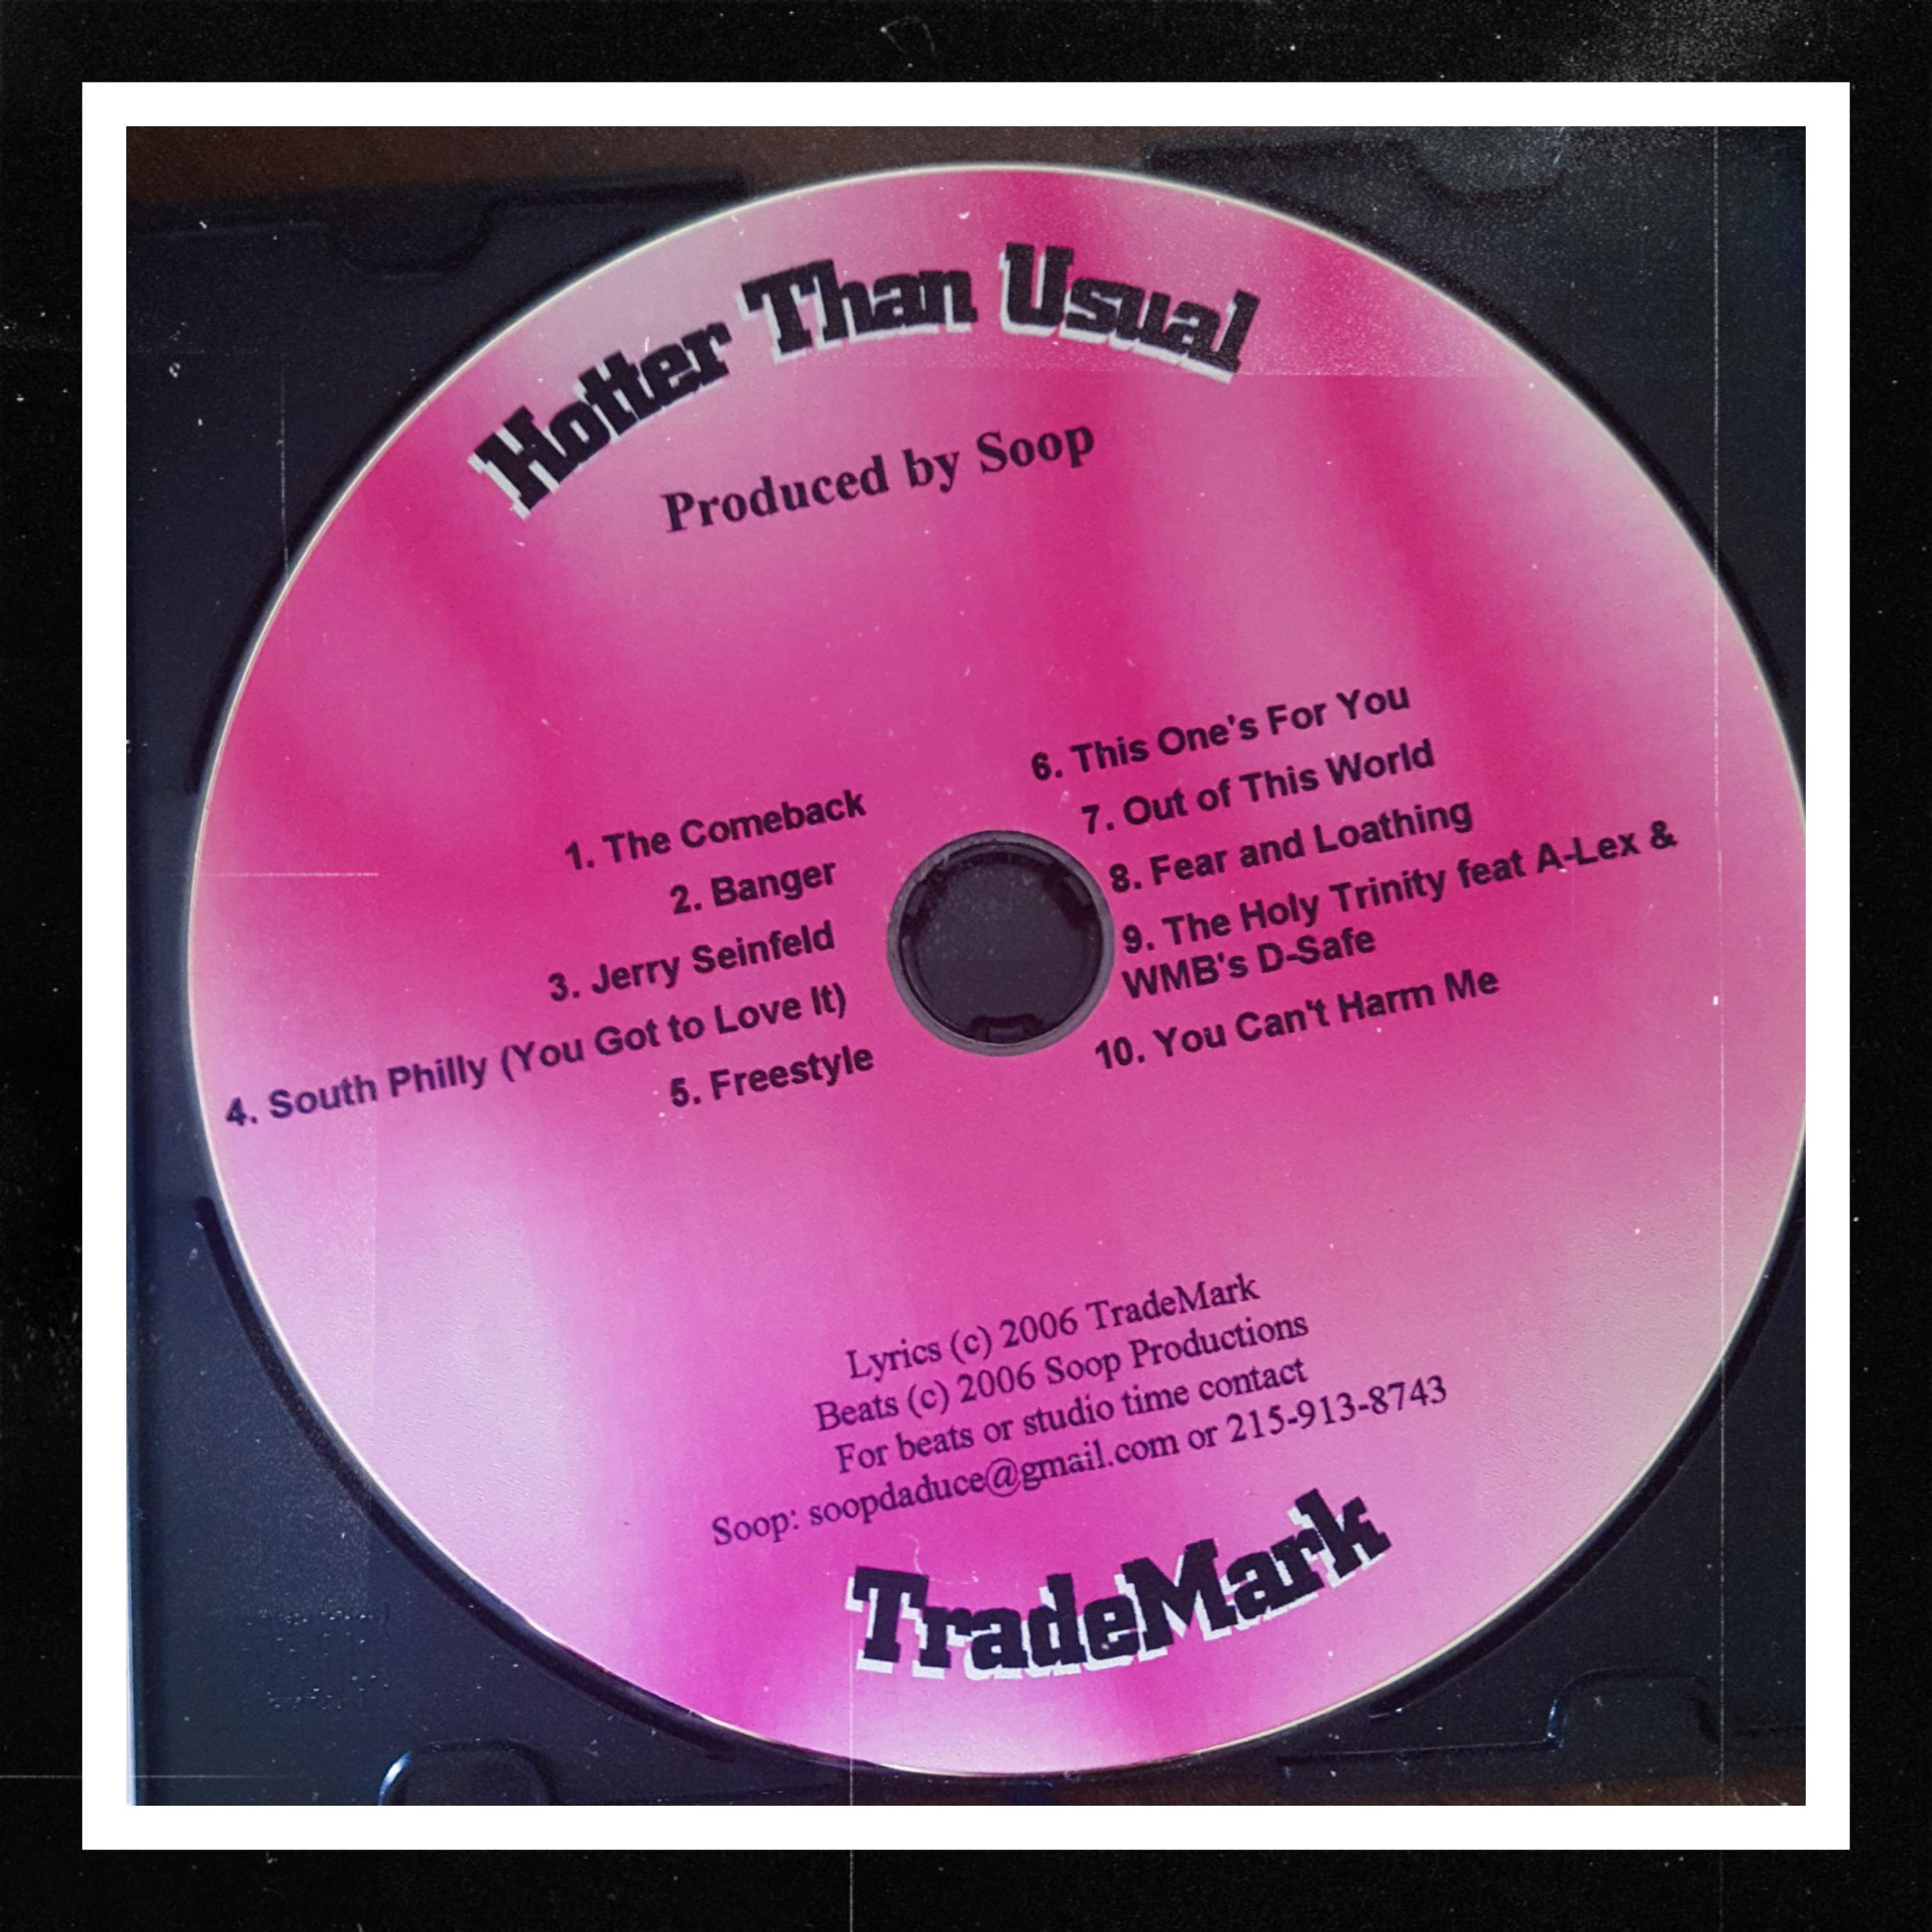 Hotter Than Usual
Produced by Soop
1. The Comeback
2. Banger
3. Jerry Seinfeld
4. South Philly (You Got to Love It)
5. Freestyle
6. This One's For You
7. Out of This World
8. Fear and Loathing
9. The Holy Trinity feat A-Lex &
WMB's D-Safe
10. You Can't Harm Me
Lyrics (c) 2006 TradeMark
Beats (c) 2006 Soop Productions
For beats or studio time contact
Soop: soopdaduce@gmail.com or 215-913-8743
TradeMark